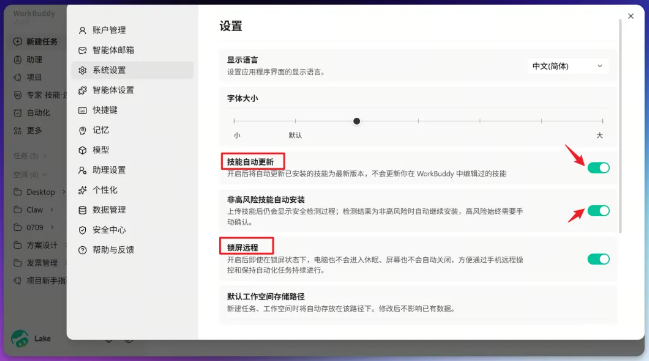 WorkBuddy
新建任务
助理
项目
专家·技能·
自动化
更多
任务 (5)
空间 (4)
Desktop
Claw
0709
方案设计
发票管理
项目新手指
Lake
账户管理
智能体邮箱
系统设置
智能体设置
快捷键
记忆
模型
助理设置
个性化
数据管理
安全中心
帮助与反馈
设置
显示语言
设置应用程序界面的显示语言。
中文(简体)
字体大小
小
默认
大
技能自动更新
开启后将自动更新已安装的技能为最新版本，不会更新你在 WorkBuddy 中编辑过的技能
非高风险技能自动安装
上传技能后仍会显示安全检测过程；检测结果为非高风险时自动继续安装，高风险始终需要手
动确认。
锁屏远程
开启后即使在锁屏状态下，电脑也不会进入休眠、屏幕也不会自动关闭，方便通过手机远程操
控和保持自动化任务持续进行。
默认工作空间存储路径
新建任务、工作空间时将自动存放在该路径下。修改后不影响已有数据。